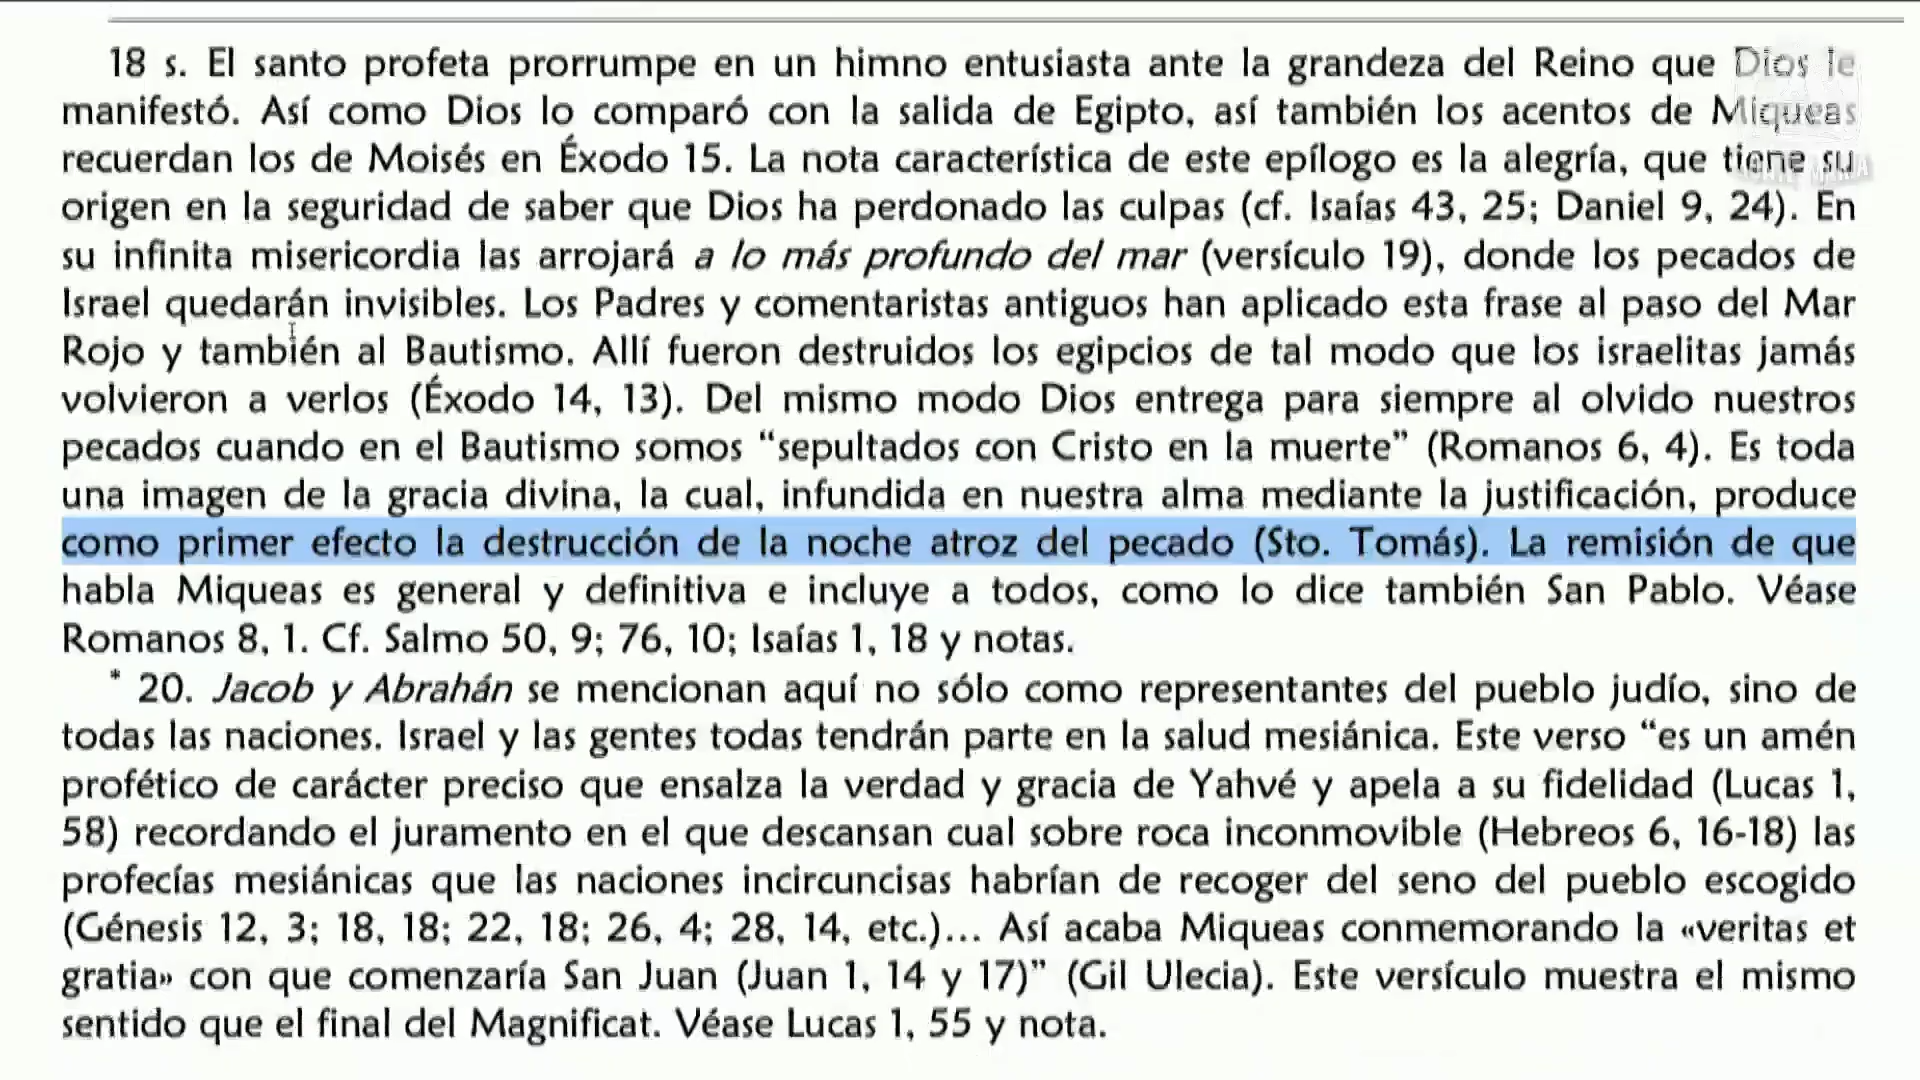 18 s. El santo profeta prorrumpe en un himno entusiasta ante la grandeza del Reino que Dios le
manifestó. Así como Dios lo comparó con la salida de Egipto, así también los acentos de Miqueas
recuerdan los de Moisés en Éxodo 15. La nota característica de este epílogo es la alegría, que tiene su
origen en la seguridad de saber que Dios ha perdonado las culpas (cf. Isaías 43, 25; Daniel 9, 24). En
su infinita misericordia las arrojará a lo más profundo del mar (versículo 19), donde los pecados de
Israel quedarán invisibles. Los Padres y comentaristas antiguos han aplicado esta frase al paso del Mar
Rojo y también al Bautismo. Allí fueron destruidos los egipcios de tal modo que los israelitas jamás
volvieron a verlos (Éxodo 14, 13). Del mismo modo Dios entrega para siempre al olvido nuestros
pecados cuando en el Bautismo somos “sepultados con Cristo en la muerte” (Romanos 6, 4). Es toda
una imagen de la gracia divina, la cual, infundida en nuestra alma mediante la justificación, produce
como primer efecto la destrucción de la noche atroz del pecado (Sto. Tomás). La remisión de que
habla Miqueas es general y definitiva e incluye a todos, como lo dice también San Pablo. Véase
Romanos 8, 1. Cf. Salmo 50, 9; 76, 10; Isaías 1, 18 y notas.
* 20. Jacob y Abrahán se mencionan aquí no sólo como representantes del pueblo judío, sino de
todas las naciones. Israel y las gentes todas tendrán parte en la salud mesiánica. Este verso “es un amén
profético de carácter preciso que ensalza la verdad y gracia de Yahvé y apela a su fidelidad (Lucas 1,
58) recordando el juramento en el que descansan cual sobre roca inconmovible (Hebreos 6, 16-18) las
profecías mesiánicas que las naciones incircuncisas habrían de recoger del seno del pueblo escogido
(Génesis 12, 3; 18, 18; 22, 18; 26, 4; 28, 14, etc.)... Así acaba Miqueas conmemorando la «veritas et
gratia» con que comenzaría San Juan (Juan 1, 14 y 17)” (Gil Ulecia). Este versículo muestra el mismo
sentido que el final del Magnificat. Véase Lucas 1, 55 y nota.